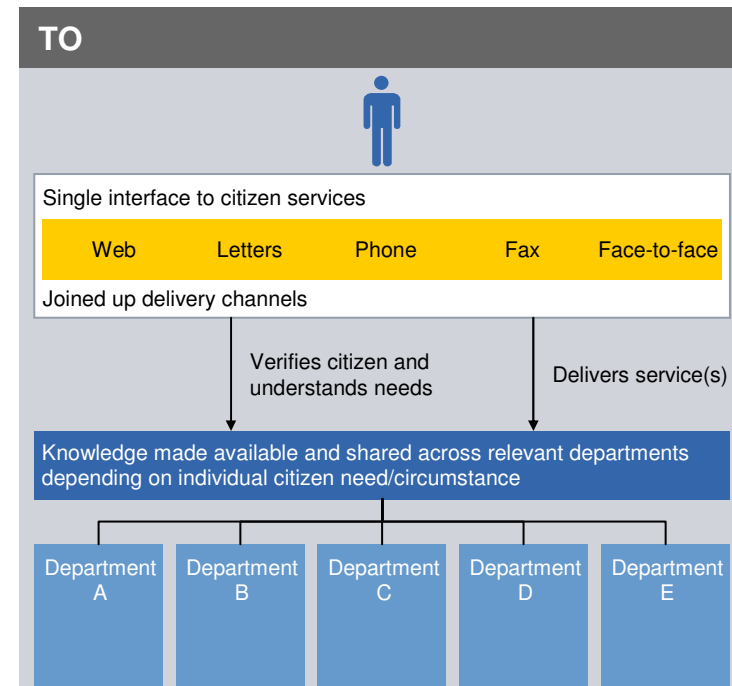 TO
Single interface to citizen services
Web Letters Phone Fax Face-to-face
Joined up delivery channels
Verifies citizen and
understands needs
Delivers service(s)
Knowledge made available and shared across relevant departments
depending on individual citizen need/circumstance
Department
A
Department
B
Department
C
Department
D
Department
E